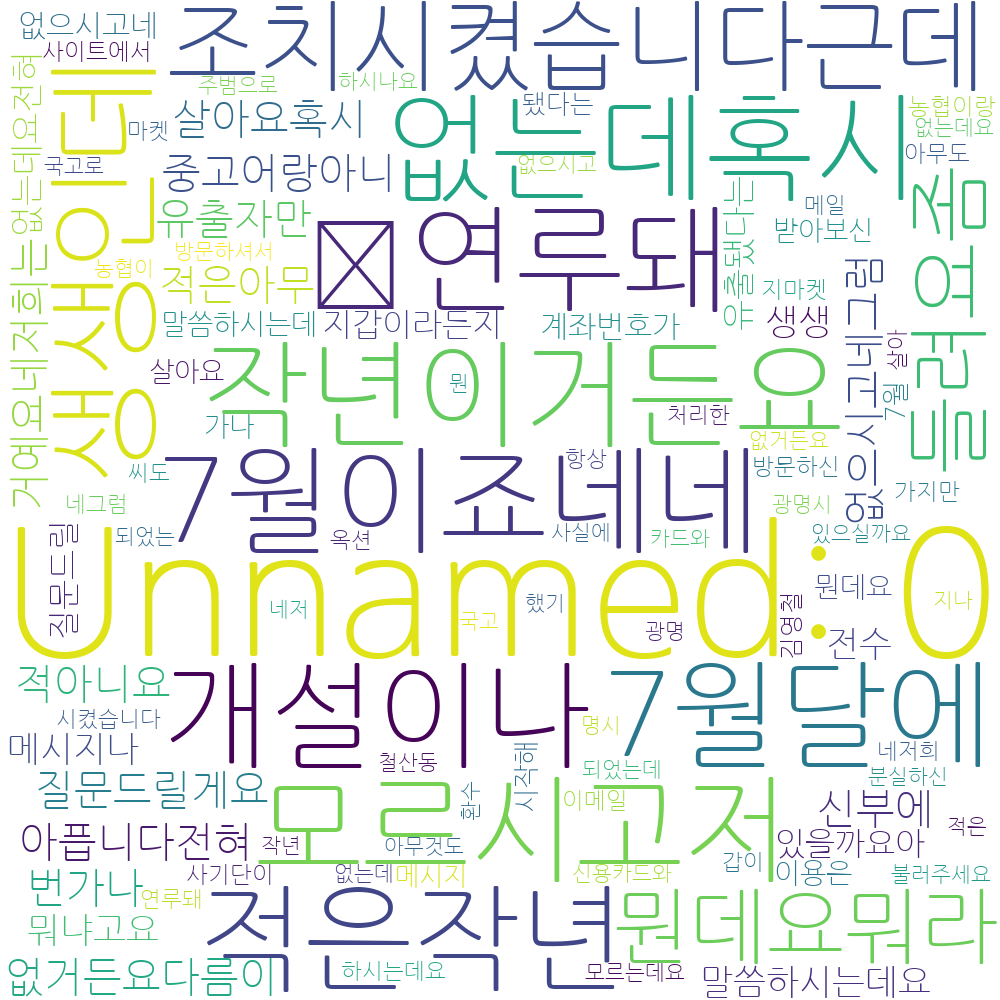 없으시고네
조치시켰습니다근데
사이트에서
주범으로
하시나요
됐다는
농협이랑
없는데요
마켓
살아요혹시
없는데혹시
아무도
국고로
중고어랑아니
없으시고
생생인데
거예요네저희는
없는데요전혀
유출자만
연루돼
유출됐다는
메일
받아보신
들려요좀
방문하셔서
농협이
적은아무
지마켓
없으시고네그럼
말씀하시는데
지갑이라든지
계좌번호가
생생
살아
살아요
작년이거든요
뭔
7월
가나
처리한
없거든요
씨도
7월이죠네네
항상
방문하신
가지만
네그럼
광명시
질문드릴
되었는
옥션
사실에
카드와
있으실까요
Unnamed: 0
네저
국고
했기
광명
김영철
뭔데요
지나
전수
적아니요
개설이나
7월달에
시켰습니다
명시
메시지나
철산동
시작해
네저희
되었는데
분실하신
질문드릴게요
모르시고저
환수
이메일
신부에
적은
아픕니다전혀
작년
아무것도
있을까요아
갑이
번가나
사기단이
없는데
메시지
신용카드와
이용은
불러주세요
연루돼
적은작년
뭔데요뭐라
뭐냐고요
없거든요다름이
하시는데요
모르는데요
말씀하시는데요